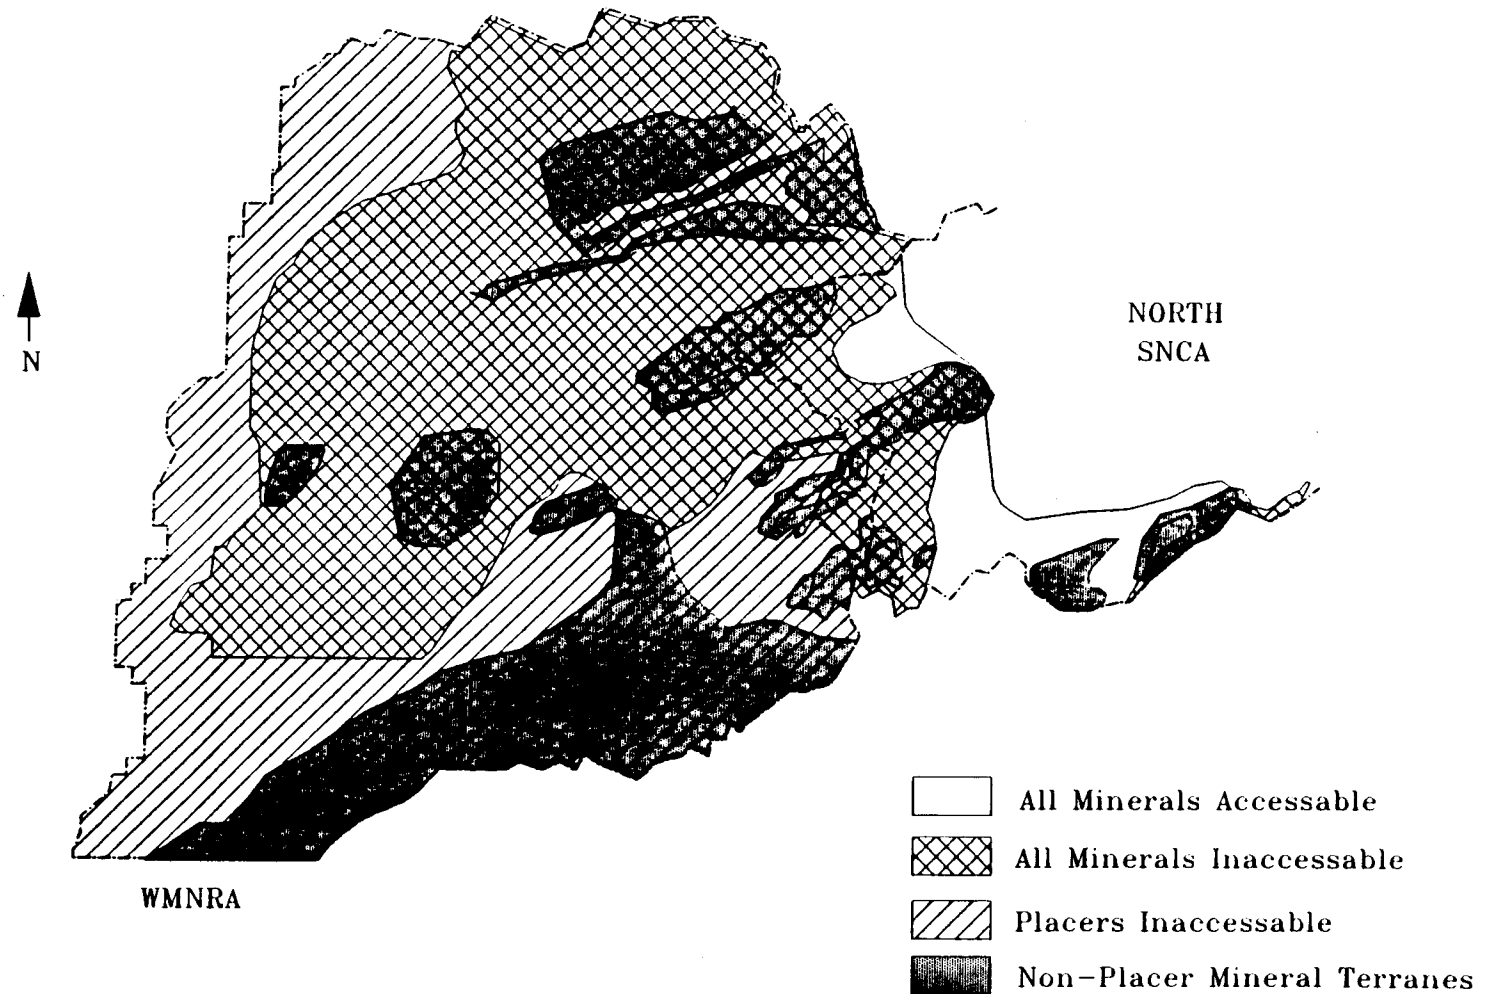 NORTH
SNCA
N
WMNRA
All Minerals Accessable
All Minerals Inaccessable
Placers Inaccessable
Non-Placer Mineral Terranes